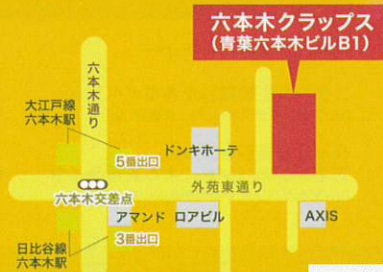 六本木クラップス
(青葉六本木ビルB1)
六本木通り
大江戸線
六本木駅
ドンキホーテ
5番出口
外苑東通り
六本木交差点
アマンド
ロアビル
AXIS
3番出口
日比谷線
六本木駅